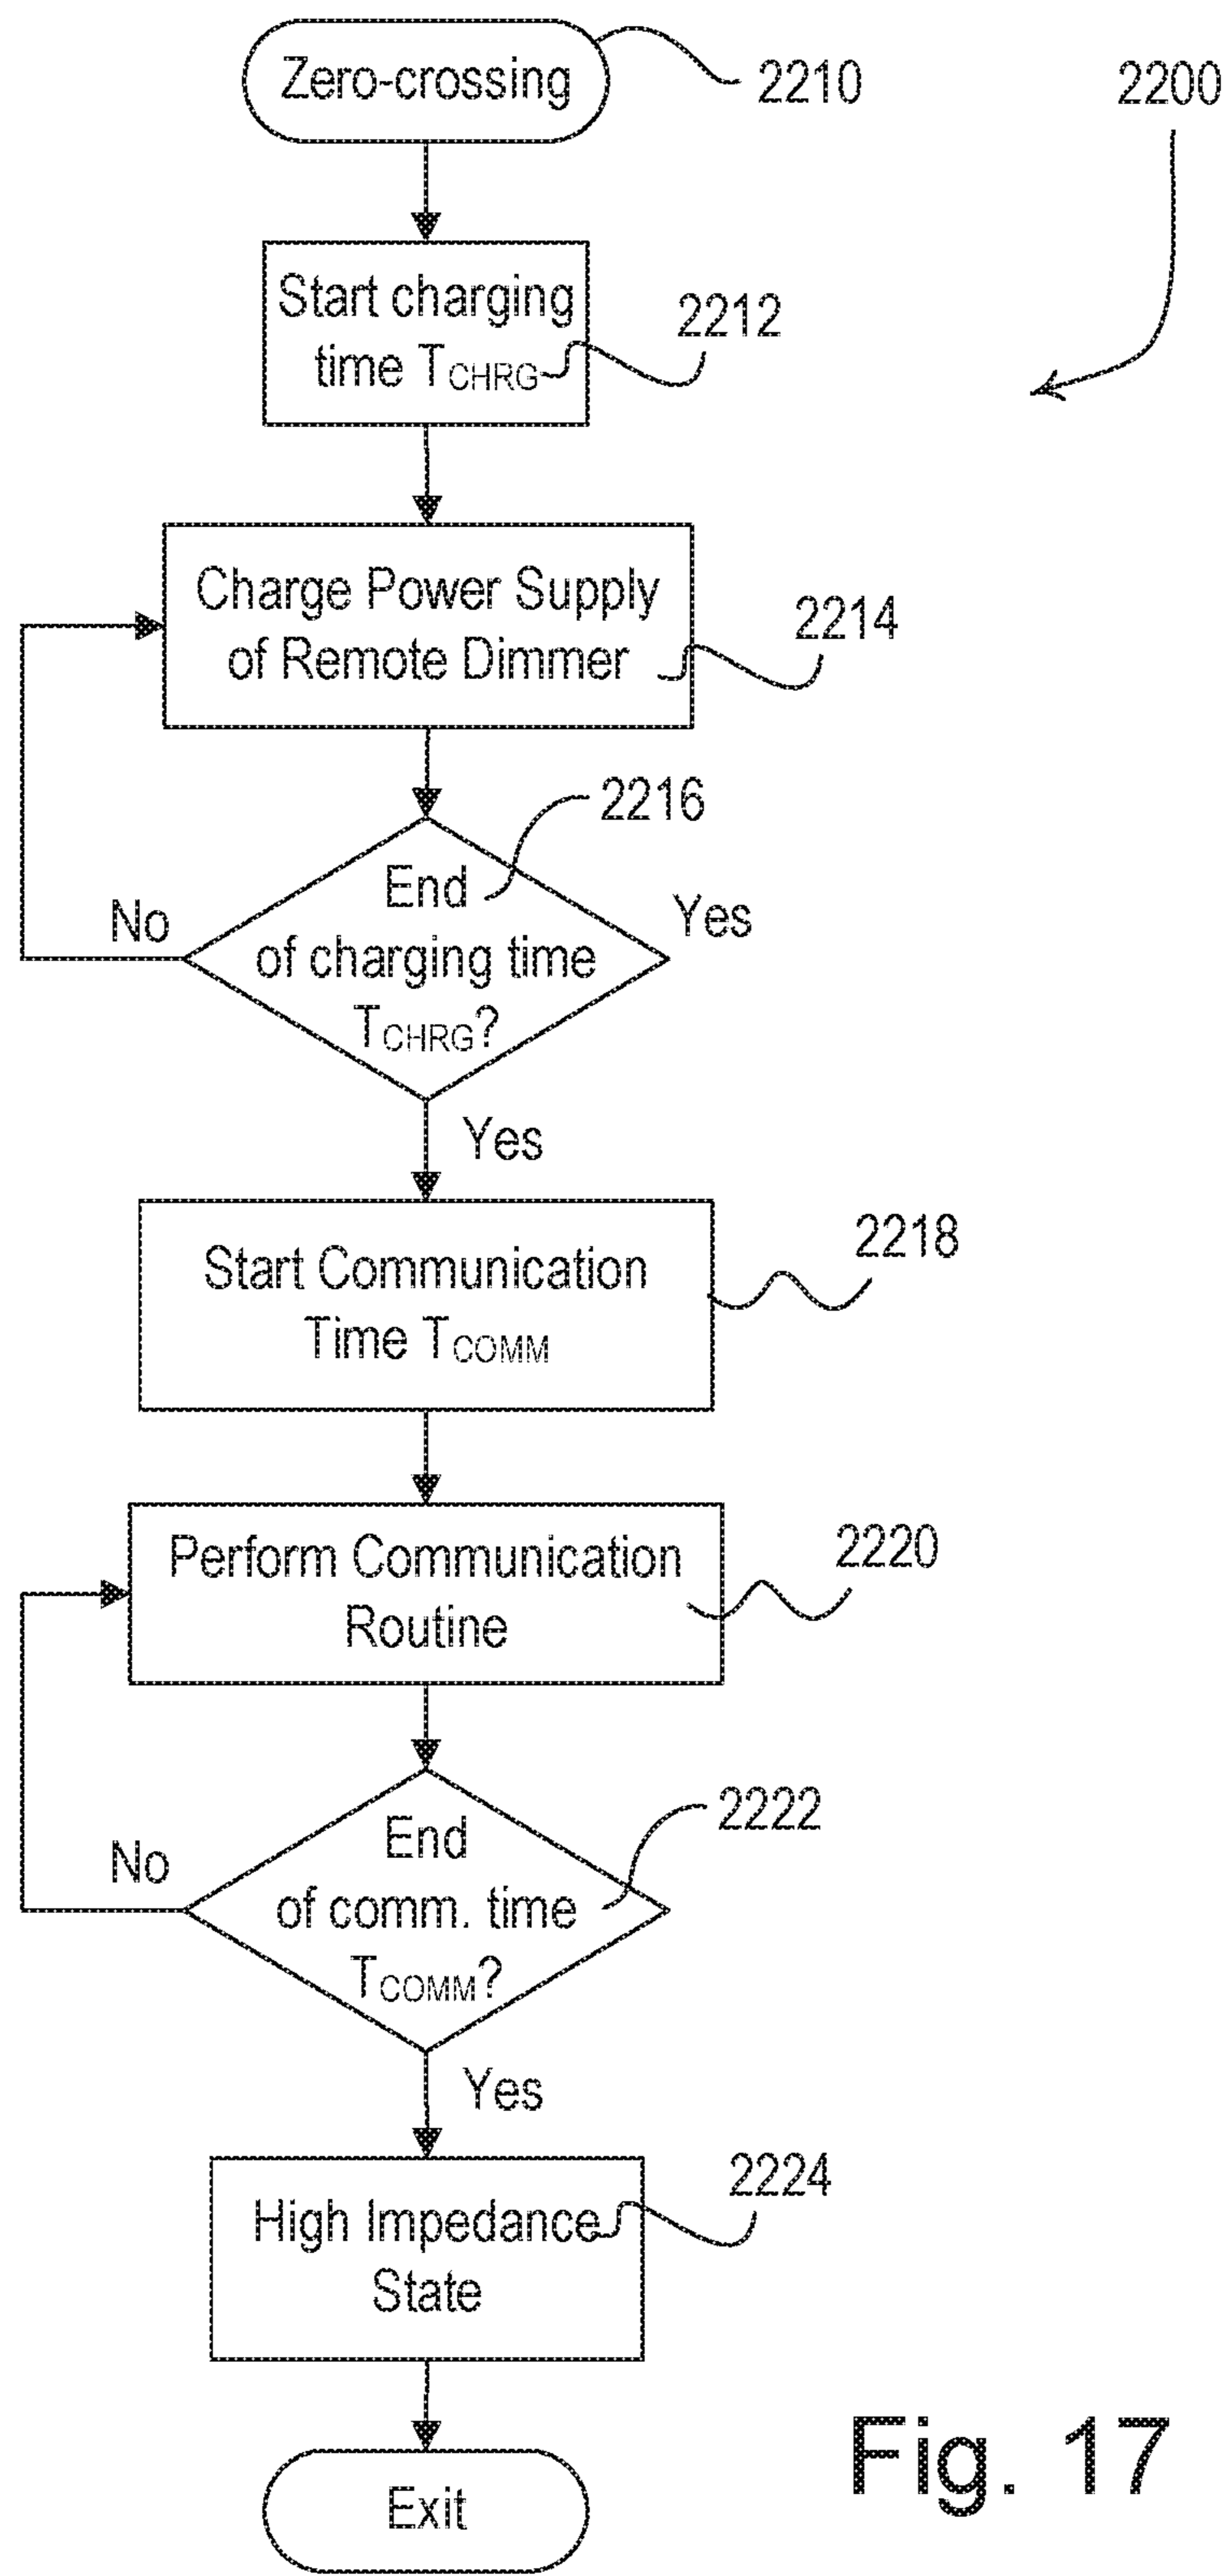 Zero-crossing
2210
2200
Start charging
time TCHRG
2212
Charge Power Supply
of Remote Dimmer
2214
2216
End
of charging time
TCHRG?
No
Yes
Yes
Start Communication
Time TCOMM
2218
Perform Communication
Routine
2220
End
of comm. time
TCOMM?
2222
No
Yes
High Impedance
State
2224
Exit
Fig. 17